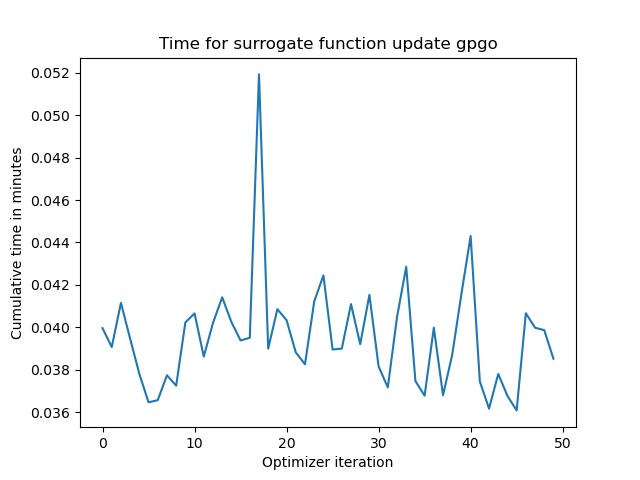 Time for surrogate function update gpgo
Cumulative time in minutes
0.052
0.050
0.048
0.046
0.044
0.042
0.040
0.038
0.036
0 10 20 30 40 50
Optimizer iteration